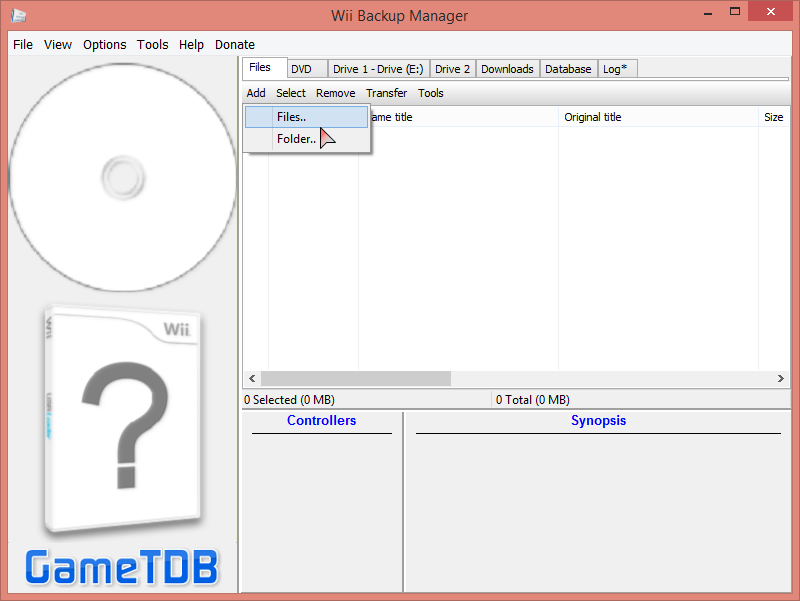 Wii Backup Manager
File View Options Tools Help Donate
Files DVD Drive 1 - Drive (E:) Drive 2 Downloads Database Log*
Add Select Remove Transfer Tools
Files..
Folder..
ame title Original title Size
0 Selected (0 MB) 0 Total (0 MB)
Controllers Synopsis
Wii
?
GameTDB